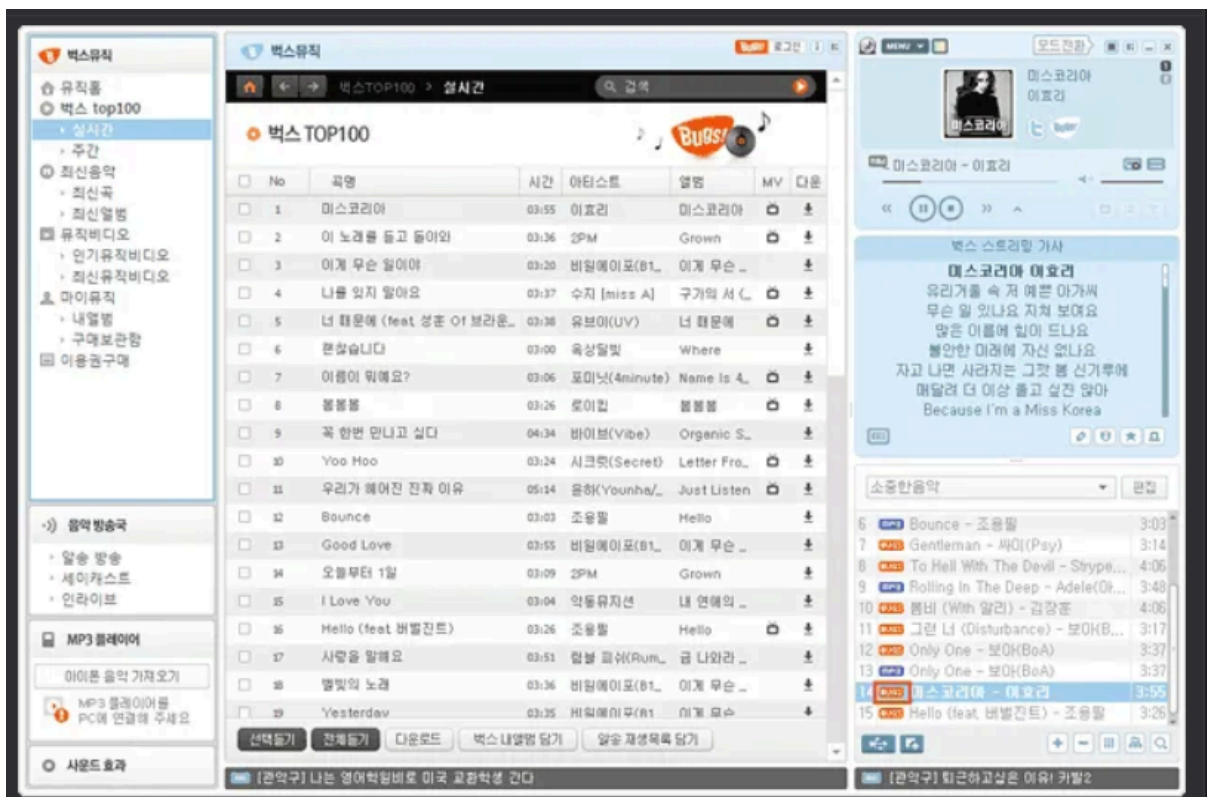 벅스뮤직
뮤직홈
벅스 top100
실시간
주간
최신음악
최신곡
최신앨범
뮤직비디오
인기뮤직비디오
최신뮤직비디오
마이뮤직
내앨범
구매보관함
이용권구매
음악 방송국
알송 방송
세이캐스트
인라이브
MP3 플레이어
아이폰 음악 가져오기
MP3 플레이어를
PC에 연결해 주세요
사운드 효과
벅스뮤직
Bugs! 로그인
벅스TOP100 > 실시간 검색
벅스 TOP100 BUGS!
No 곡명 시간 아티스트 앨범 MV 다운
1 미스코리아 03:55 이효리 미스코리아
2 이 노래를 듣고 돌아와 03:36 2PM Grown
3 이게 무슨 일이야 03:20 비원에이포(B1_ 이게 무슨 _
4 나를 잊지 말아요 03:37 수지 [miss A] 구가의 서 (_
5 너 때문에 (feat. 성훈 Of 브라운_ 03:38 유브이(UV) 너 때문에
6 괜찮습니다 03:00 옥상달빛 Where
7 이름이 뭐예요? 03:06 포미닛(4minute) Name Is 4_
8 봄봄봄 03:26 로이킴 봄봄봄
9 꼭 한번 만나고 싶다 04:34 바이브(Vibe) Organic S_
10 Yoo Hoo 03:24 시크릿(Secret) Letter Fro_
11 우리가 헤어진 진짜 이유 05:14 윤하(Younha/_ Just Listen
12 Bounce 03:03 조용필 Hello
13 Good Love 03:55 비원에이포(B1_ 이게 무슨 _
14 오늘부터 1일 03:09 2PM Grown
15 I Love You 03:04 악동뮤지션 내 연애의 _
16 Hello (feat. 버벌진트) 03:26 조용필 Hello
17 사랑을 말해요 03:51 럼블 피쉬(Rum_ 금 나와라 _
18 별빛의 노래 03:36 비원에이포(B1_ 이게 무슨 _
19 Yesterday 03:35 비원에이포(B1_ 이게 무슨
선택듣기 전체듣기 다운로드 벅스 내앨범 담기 알송 재생목록 담기
[관악구] 나는 영어학원비로 미국 교환학생 간다
MENU 모드전환
미스코리아
이효리
미스코리아
미스코리아 - 이효리
벅스 스트리밍 가사
미스코리아 이효리
유리거울 속 저 예쁜 아가씨
무슨 일 있나요 지쳐 보여요
많은 이름에 힘이 드나요
불안한 미래에 자신 없나요
자고 나면 사라지는 그깟 봄 신기루에
매달려 더 이상 울고 싶진 않아
Because I'm a Miss Korea
소중한음악 편집
6 Bounce - 조용필 3:03
7 Gentleman - 싸이(Psy) 3:14
8 To Hell With The Devil - Strype... 4:06
9 Rolling In The Deep - Adele(아... 3:48
10 봄비 (With 알리) - 김장훈 4:06
11 그런 너 (Disturbance) - 보아(B... 3:17
12 Only One - 보아(BoA) 3:37
13 Only One - 보아(BoA) 3:37
14 미스코리아 - 이효리 3:55
15 Hello (feat. 버벌진트) - 조용필 3:26
[관악구] 퇴근하고싶은 이유! 카발2